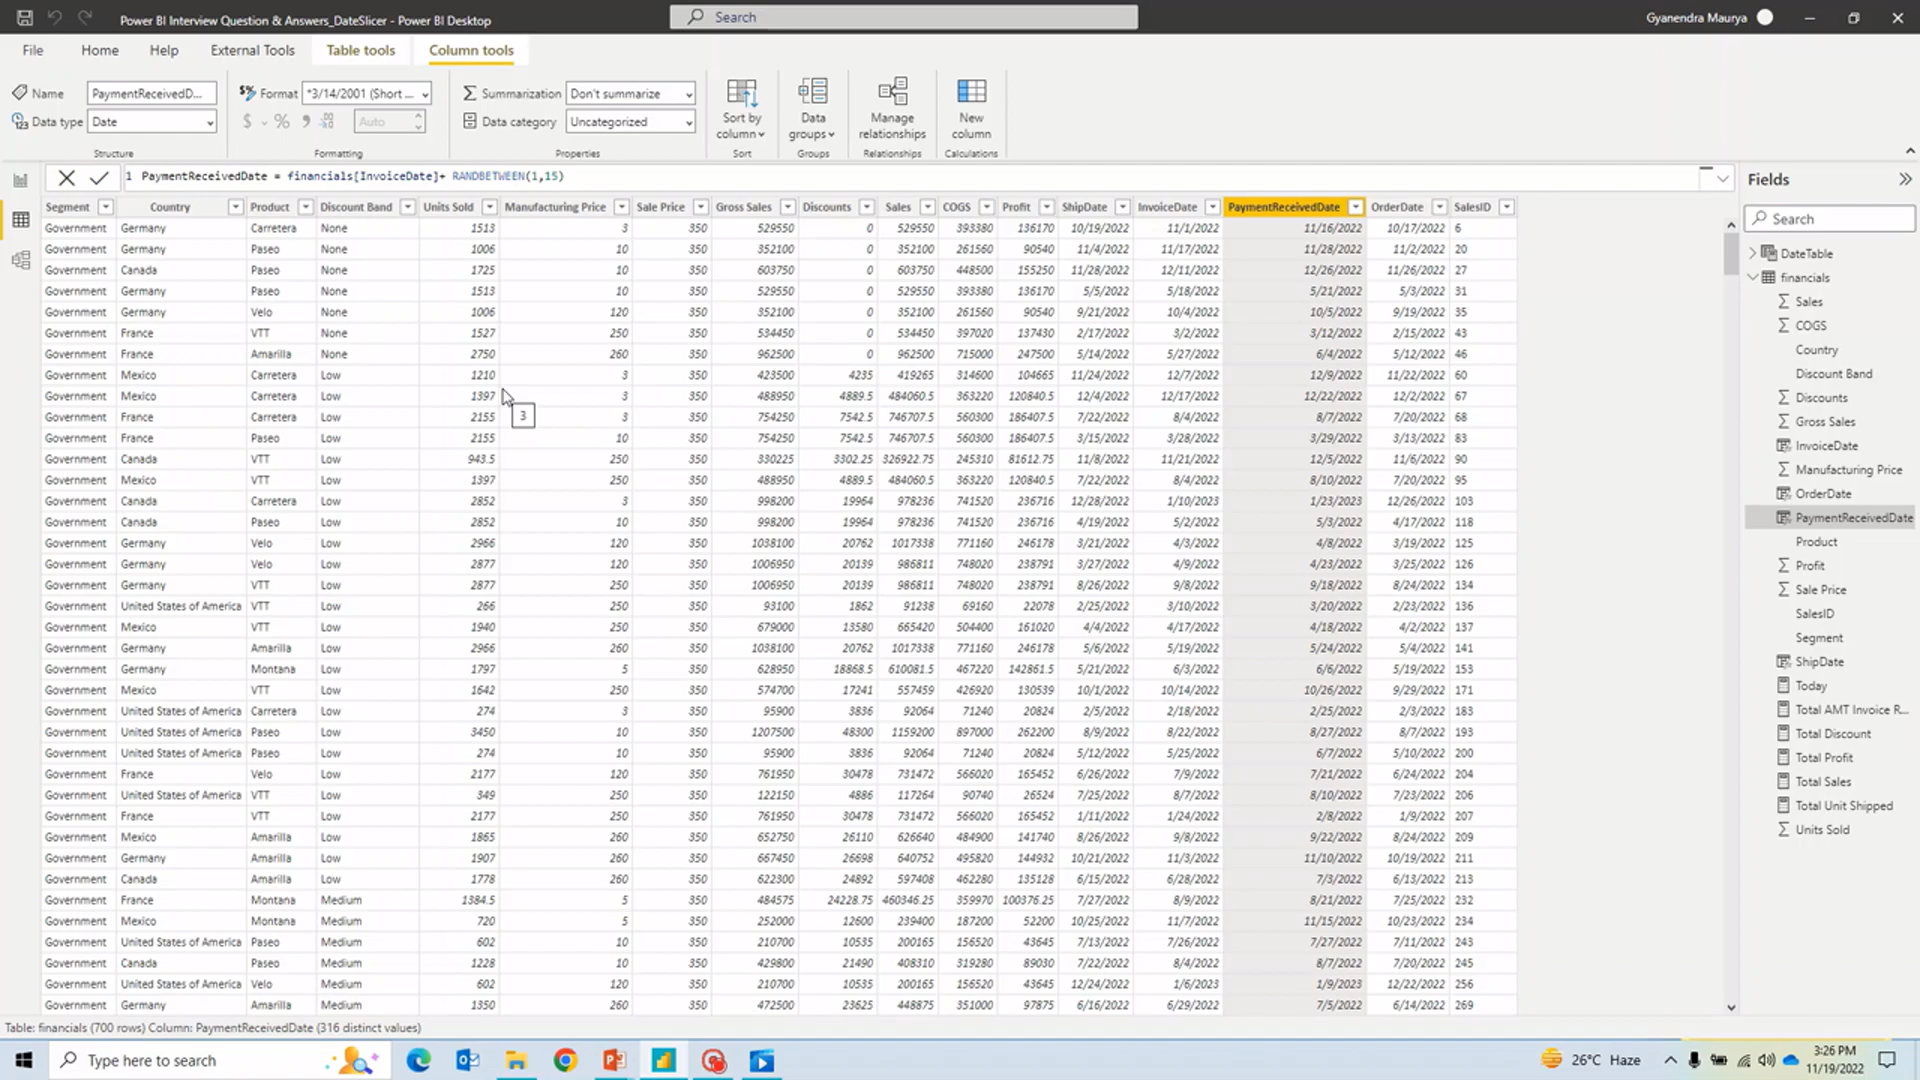 Power BI Interview Question & Answers_DateSlicer - Power BI Desktop
Search
Gyanendra Maurya
File Home Help External Tools Table tools Column tools
Name PaymentReceivedD...
Format *3/14/2001 (Short ...
Summarization Don't summarize
Data type Date
$ % 9 Auto
Data category Uncategorized
Sort by column
Data groups
Manage relationships
New column
Structure Formatting Properties Sort Groups Relationships Calculations
1 PaymentReceivedDate = financials[InvoiceDate]+ RANDBETWEEN(1,15)
Segment Country Product Discount Band Units Sold Manufacturing Price Sale Price Gross Sales Discounts Sales COGS Profit ShipDate InvoiceDate PaymentReceivedDate OrderDate SalesID
Government Germany Carretera None 1513 3 350 529550 0 529550 393380 136170 10/19/2022 11/1/2022 11/16/2022 10/17/2022 6
Government Germany Paseo None 1006 10 350 352100 0 352100 261560 90540 11/4/2022 11/17/2022 11/28/2022 11/2/2022 20
Government Canada Paseo None 1725 10 350 603750 0 603750 448500 155250 11/28/2022 12/11/2022 12/26/2022 11/26/2022 27
Government Germany Paseo None 1513 10 350 529550 0 529550 393380 136170 5/5/2022 5/18/2022 5/21/2022 5/3/2022 31
Government Germany Velo None 1006 120 350 352100 0 352100 261560 90540 9/21/2022 10/4/2022 10/5/2022 9/19/2022 35
Government France VTT None 1527 250 350 534450 0 534450 397020 137430 2/17/2022 3/2/2022 3/12/2022 2/15/2022 43
Government France Amarilla None 2750 260 350 962500 0 962500 715000 247500 5/14/2022 5/27/2022 6/4/2022 5/12/2022 46
Government Mexico Carretera Low 1210 3 350 423500 4235 419265 314600 104665 11/24/2022 12/7/2022 12/9/2022 11/22/2022 60
Government Mexico Carretera Low 1397 3 350 488950 4889.5 484060.5 363220 120840.5 12/4/2022 12/17/2022 12/22/2022 12/2/2022 67
3
Government France Carretera Low 2155 3 350 754250 7542.5 746707.5 560300 186407.5 7/22/2022 8/4/2022 8/7/2022 7/20/2022 68
Government France Paseo Low 2155 10 350 754250 7542.5 746707.5 560300 186407.5 3/15/2022 3/28/2022 3/29/2022 3/13/2022 83
Government Canada VTT Low 943.5 250 350 330225 3302.25 326922.75 245310 81612.75 11/8/2022 11/21/2022 12/5/2022 11/6/2022 90
Government Mexico VTT Low 1397 250 350 488950 4889.5 484060.5 363220 120840.5 7/22/2022 8/4/2022 8/10/2022 7/20/2022 95
Government Canada Carretera Low 2852 3 350 998200 19964 978236 741520 236716 12/28/2022 1/10/2023 1/23/2023 12/26/2022 103
Government Canada Paseo Low 2852 10 350 998200 19964 978236 741520 236716 4/19/2022 5/2/2022 5/3/2022 4/17/2022 118
Government Germany Velo Low 2966 120 350 1038100 20762 1017338 771160 246178 3/21/2022 4/3/2022 4/8/2022 3/19/2022 125
Government Germany Velo Low 2877 120 350 1006950 20139 986811 748020 238791 3/27/2022 4/9/2022 4/23/2022 3/25/2022 126
Government Germany VTT Low 2877 250 350 1006950 20139 986811 748020 238791 8/26/2022 9/8/2022 9/18/2022 8/24/2022 134
Government United States of America VTT Low 266 250 350 93100 1862 91238 69160 22078 2/25/2022 3/10/2022 3/20/2022 2/23/2022 136
Government Mexico VTT Low 1940 250 350 679000 13580 665420 504400 161020 4/4/2022 4/17/2022 4/18/2022 4/2/2022 137
Government Germany Amarilla Low 2966 260 350 1038100 20762 1017338 771160 246178 5/6/2022 5/19/2022 5/24/2022 5/4/2022 141
Government Germany Montana Low 1797 5 350 628950 18868.5 610081.5 467220 142861.5 5/21/2022 6/3/2022 6/6/2022 5/19/2022 153
Government Mexico VTT Low 1642 250 350 574700 17241 557459 426920 130539 10/1/2022 10/14/2022 10/26/2022 9/29/2022 171
Government United States of America Carretera Low 274 3 350 95900 3836 92064 71240 20824 2/5/2022 2/18/2022 2/25/2022 2/3/2022 183
Government United States of America Paseo Low 3450 10 350 1207500 48300 1159200 897000 262200 8/9/2022 8/22/2022 8/27/2022 8/7/2022 193
Government United States of America Paseo Low 274 10 350 95900 3836 92064 71240 20824 5/12/2022 5/25/2022 6/7/2022 5/10/2022 200
Government France Velo Low 2177 120 350 761950 30478 731472 566020 165452 6/26/2022 7/9/2022 7/21/2022 6/24/2022 204
Government United States of America VTT Low 349 250 350 122150 4886 117264 90740 26524 7/25/2022 8/7/2022 8/10/2022 7/23/2022 206
Government France VTT Low 2177 250 350 761950 30478 731472 566020 165452 1/11/2022 1/24/2022 2/8/2022 1/9/2022 207
Government Mexico Amarilla Low 1865 260 350 652750 26110 626640 484900 141740 8/26/2022 9/8/2022 9/22/2022 8/24/2022 209
Government Germany Amarilla Low 1907 260 350 667450 26698 640752 495820 144932 10/21/2022 11/3/2022 11/10/2022 10/19/2022 211
Government Canada Amarilla Low 1778 260 350 622300 24892 597408 462280 135128 6/15/2022 6/28/2022 7/3/2022 6/13/2022 213
Government France Montana Medium 1384.5 5 350 484575 24228.75 460346.25 359970 100376.25 7/27/2022 8/9/2022 8/21/2022 7/25/2022 232
Government Mexico Montana Medium 720 5 350 252000 12600 239400 187200 52200 10/25/2022 11/7/2022 11/15/2022 10/23/2022 234
Government United States of America Paseo Medium 602 10 350 210700 10535 200165 156520 43645 7/13/2022 7/26/2022 7/27/2022 7/11/2022 243
Government Canada Paseo Medium 1228 10 350 429800 21490 408310 319280 89030 7/22/2022 8/4/2022 8/7/2022 7/20/2022 245
Government United States of America Velo Medium 602 120 350 210700 10535 200165 156520 43645 12/24/2022 1/6/2023 1/9/2023 12/22/2022 256
Government Germany Amarilla Medium 1350 260 350 472500 23625 448875 351000 97875 6/16/2022 6/29/2022 7/5/2022 6/14/2022 269
Table: financials (700 rows) Column: PaymentReceivedDate (316 distinct values)
Fields
Search
DateTable
financials
Sales
COGS
Country
Discount Band
Discounts
Gross Sales
InvoiceDate
Manufacturing Price
OrderDate
PaymentReceivedDate
Product
Profit
Sale Price
SalesID
Segment
ShipDate
Today
Total AMT Invoice R...
Total Discount
Total Profit
Total Sales
Total Unit Shipped
Units Sold
Type here to search
26°C Haze
3:26 PM
11/19/2022